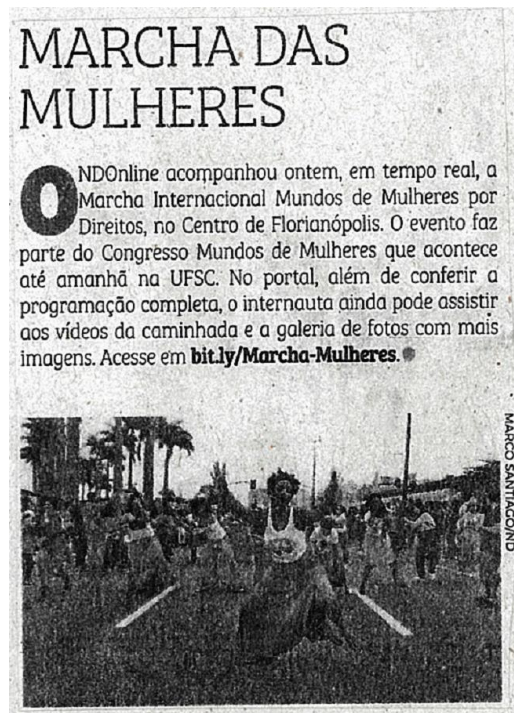 MARCHA DAS
MULHERES
O NDOnline acompanhou ontem, em tempo real, a
Marcha Internacional Mundos de Mulheres por
Direitos, no Centro de Florianópolis. O evento faz
parte do Congresso Mundos de Mulheres que acontece
até amanhã na UFSC. No portal, além de conferir a
programação completa, o internauta ainda pode assistir
aos vídeos da caminhada e a galeria de fotos com mais
imagens. Acesse em bit.ly/Marcha-Mulheres.
MARCO SANTIAGO/ND